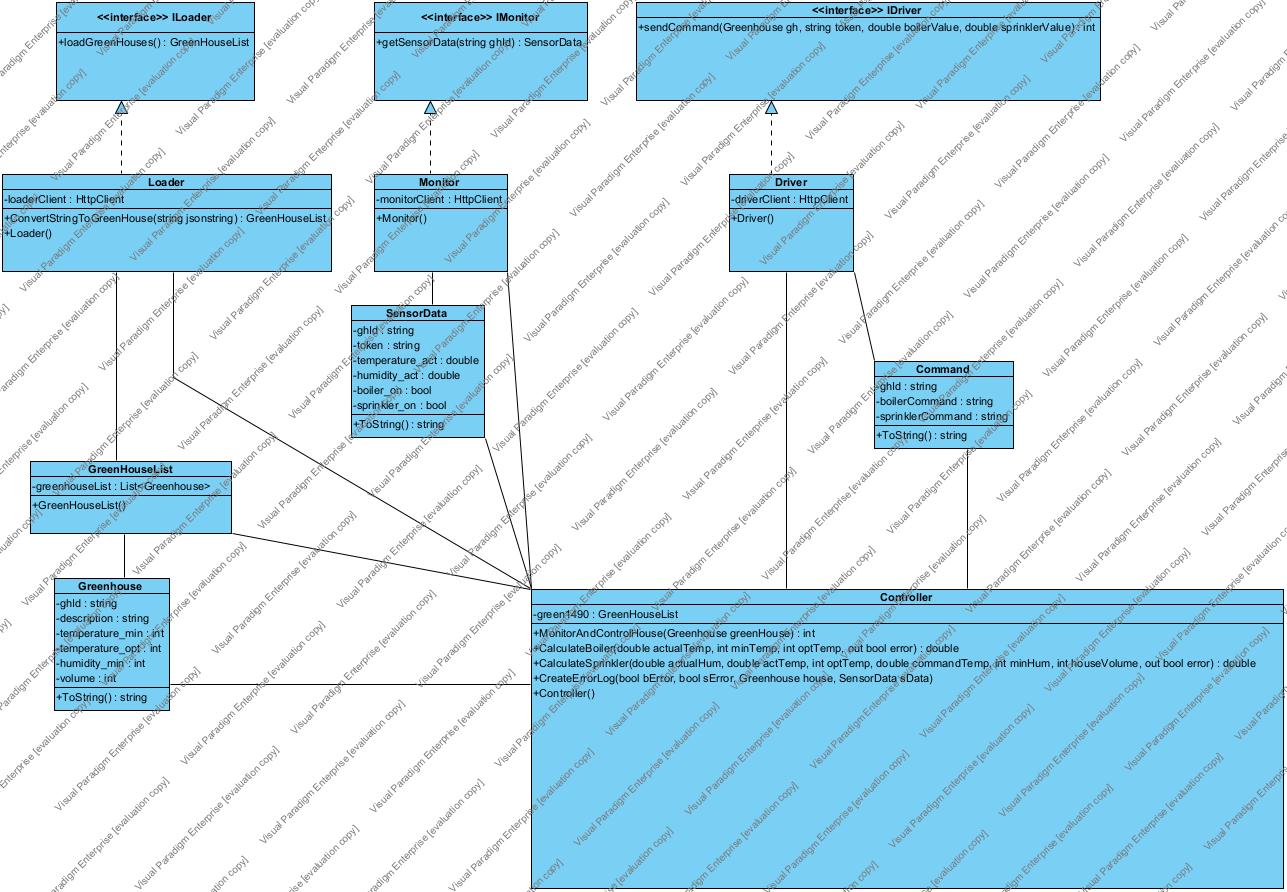 <<interface>> ILoader
+loadGreenHouses() : GreenHouseList
<<interface>> IMonitor
+getSensorData(string ghId) : SensorData
<<interface>> IDriver
+sendCommand(Greenhouse gh, string token, double boilerValue, double sprinklerValue) : int
Loader
-loaderClient : HttpClient
+ConvertStringToGreenHouse(string jsonstring) : GreenHouseList
+Loader()
Monitor
-monitorClient : HttpClient
+Monitor()
Driver
-driverClient : HttpClient
+Driver()
SensorData
-ghId : string
-token : string
-temperature_act : double
-humidity_act : double
-boiler_on : bool
-sprinkler_on : bool
+ToString() : string
Command
-ghId : string
-boilerCommand : string
-sprinklerCommand : string
+ToString() : string
GreenHouseList
-greenhouseList : List<Greenhouse>
+GreenHouseList()
Greenhouse
-ghId : string
-description : string
-temperature_min : int
-temperature_opt : int
-humidity_min : int
-volume : int
+ToString() : string
Controller
-green1490 : GreenHouseList
+MonitorAndControlHouse(Greenhouse greenHouse) : int
+CalculateBoiler(double actualTemp, int minTemp, int optTemp, out bool error) : double
+CalculateSprinkler(double actualHum, double actTemp, int optTemp, double commandTemp, int minHum, int houseVolume, out bool error) : double
+CreateErrorLog(bool bError, bool sError, Greenhouse house, SensorData sData)
+Controller()
Visual Paradigm Enterprise [evaluation copy]